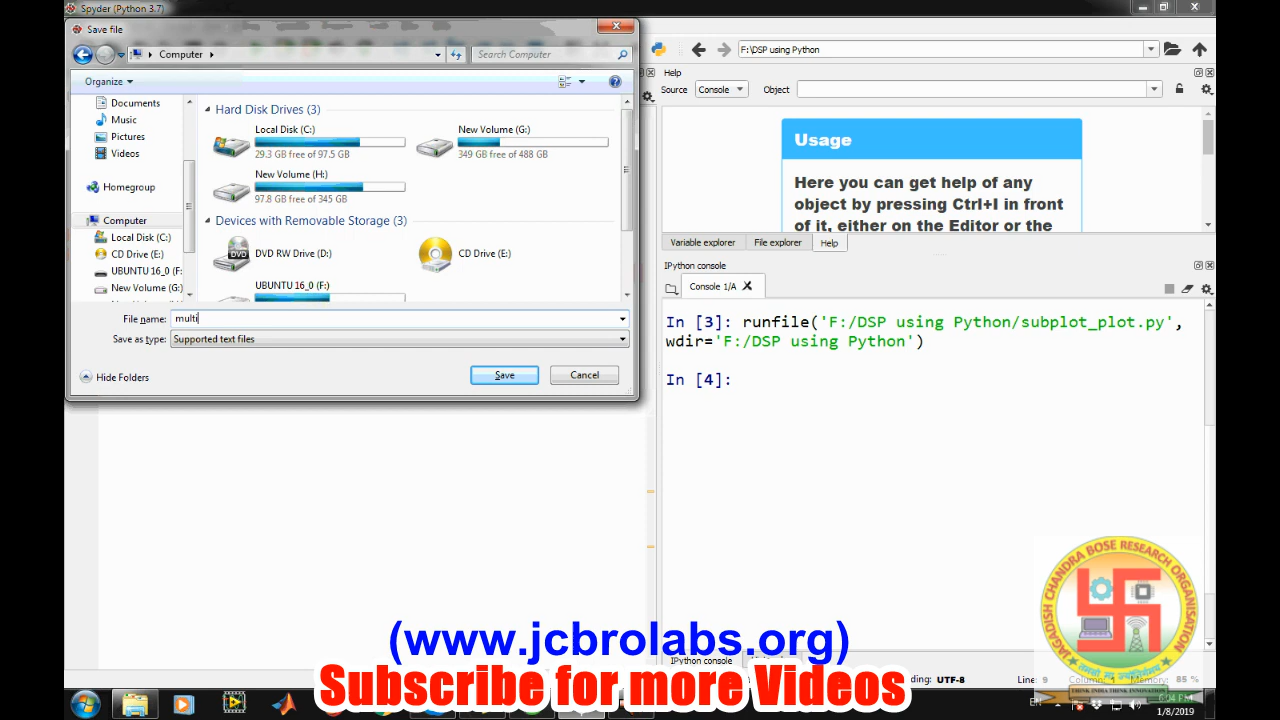 Spyder (Python 3.7)
Save file
Computer
Search Computer
Organize
Documents
Music
Pictures
Videos
Homegroup
Computer
Local Disk (C:)
CD Drive (E:)
UBUNTU 16_0 (F:
New Volume (G:)
Hard Disk Drives (3)
Local Disk (C:)
29.3 GB free of 97.5 GB
New Volume (G:)
349 GB free of 488 GB
New Volume (H:)
97.8 GB free of 345 GB
Devices with Removable Storage (3)
DVD RW Drive (D:)
CD Drive (E:)
UBUNTU 16_0 (F:)
File name: multi
Save as type: Supported text files
Hide Folders
Save
Cancel
F:\DSP using Python
Help
Source Console Object
Usage
Here you can get help of any
object by pressing Ctrl+I in front
of it, either on the Editor or the
Variable explorer File explorer Help
IPython console
Console 1/A
In [3]: runfile('F:/DSP using Python/subplot_plot.py',
wdir='F:/DSP using Python')
In [4]:
JAGADISH CHANDRA BOSE RESEARCH ORGANISATION
THINK INDIA THINK INNOVATION
(www.jcbrolabs.org)
Subscribe for more Videos
IPython console
UTF-8 Line: 9 Memory: 85 %
EN
1/8/2019